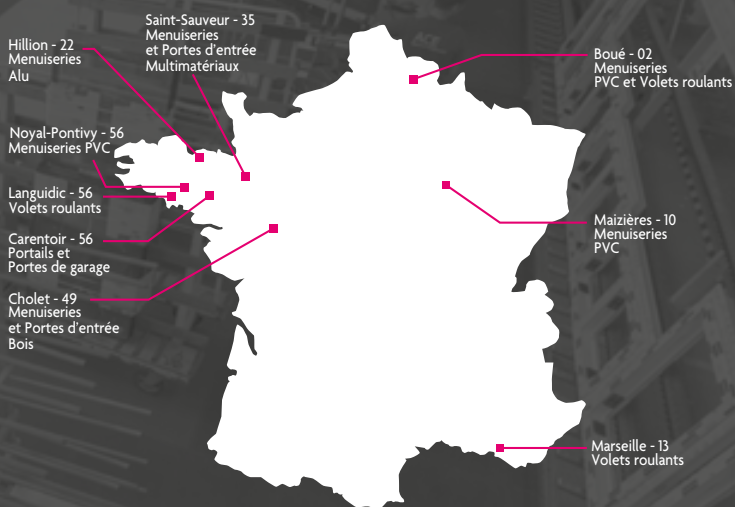 Saint-Sauveur - 35
Menuiseries
et Portes d'entrée
Multimatériaux
Hillion - 22
Menuiseries
Alu
Noyal-Pontivy - 56
Menuiseries PVC
Languidic - 56
Volets roulants
Carentoir - 56
Portails et
Portes de garage
Cholet - 49
Menuiseries
et Portes d'entrée
Bois
Boué - 02
Menuiseries
PVC et Volets roulants
Maizières - 10
Menuiseries
PVC
Marseille - 13
Volets roulants